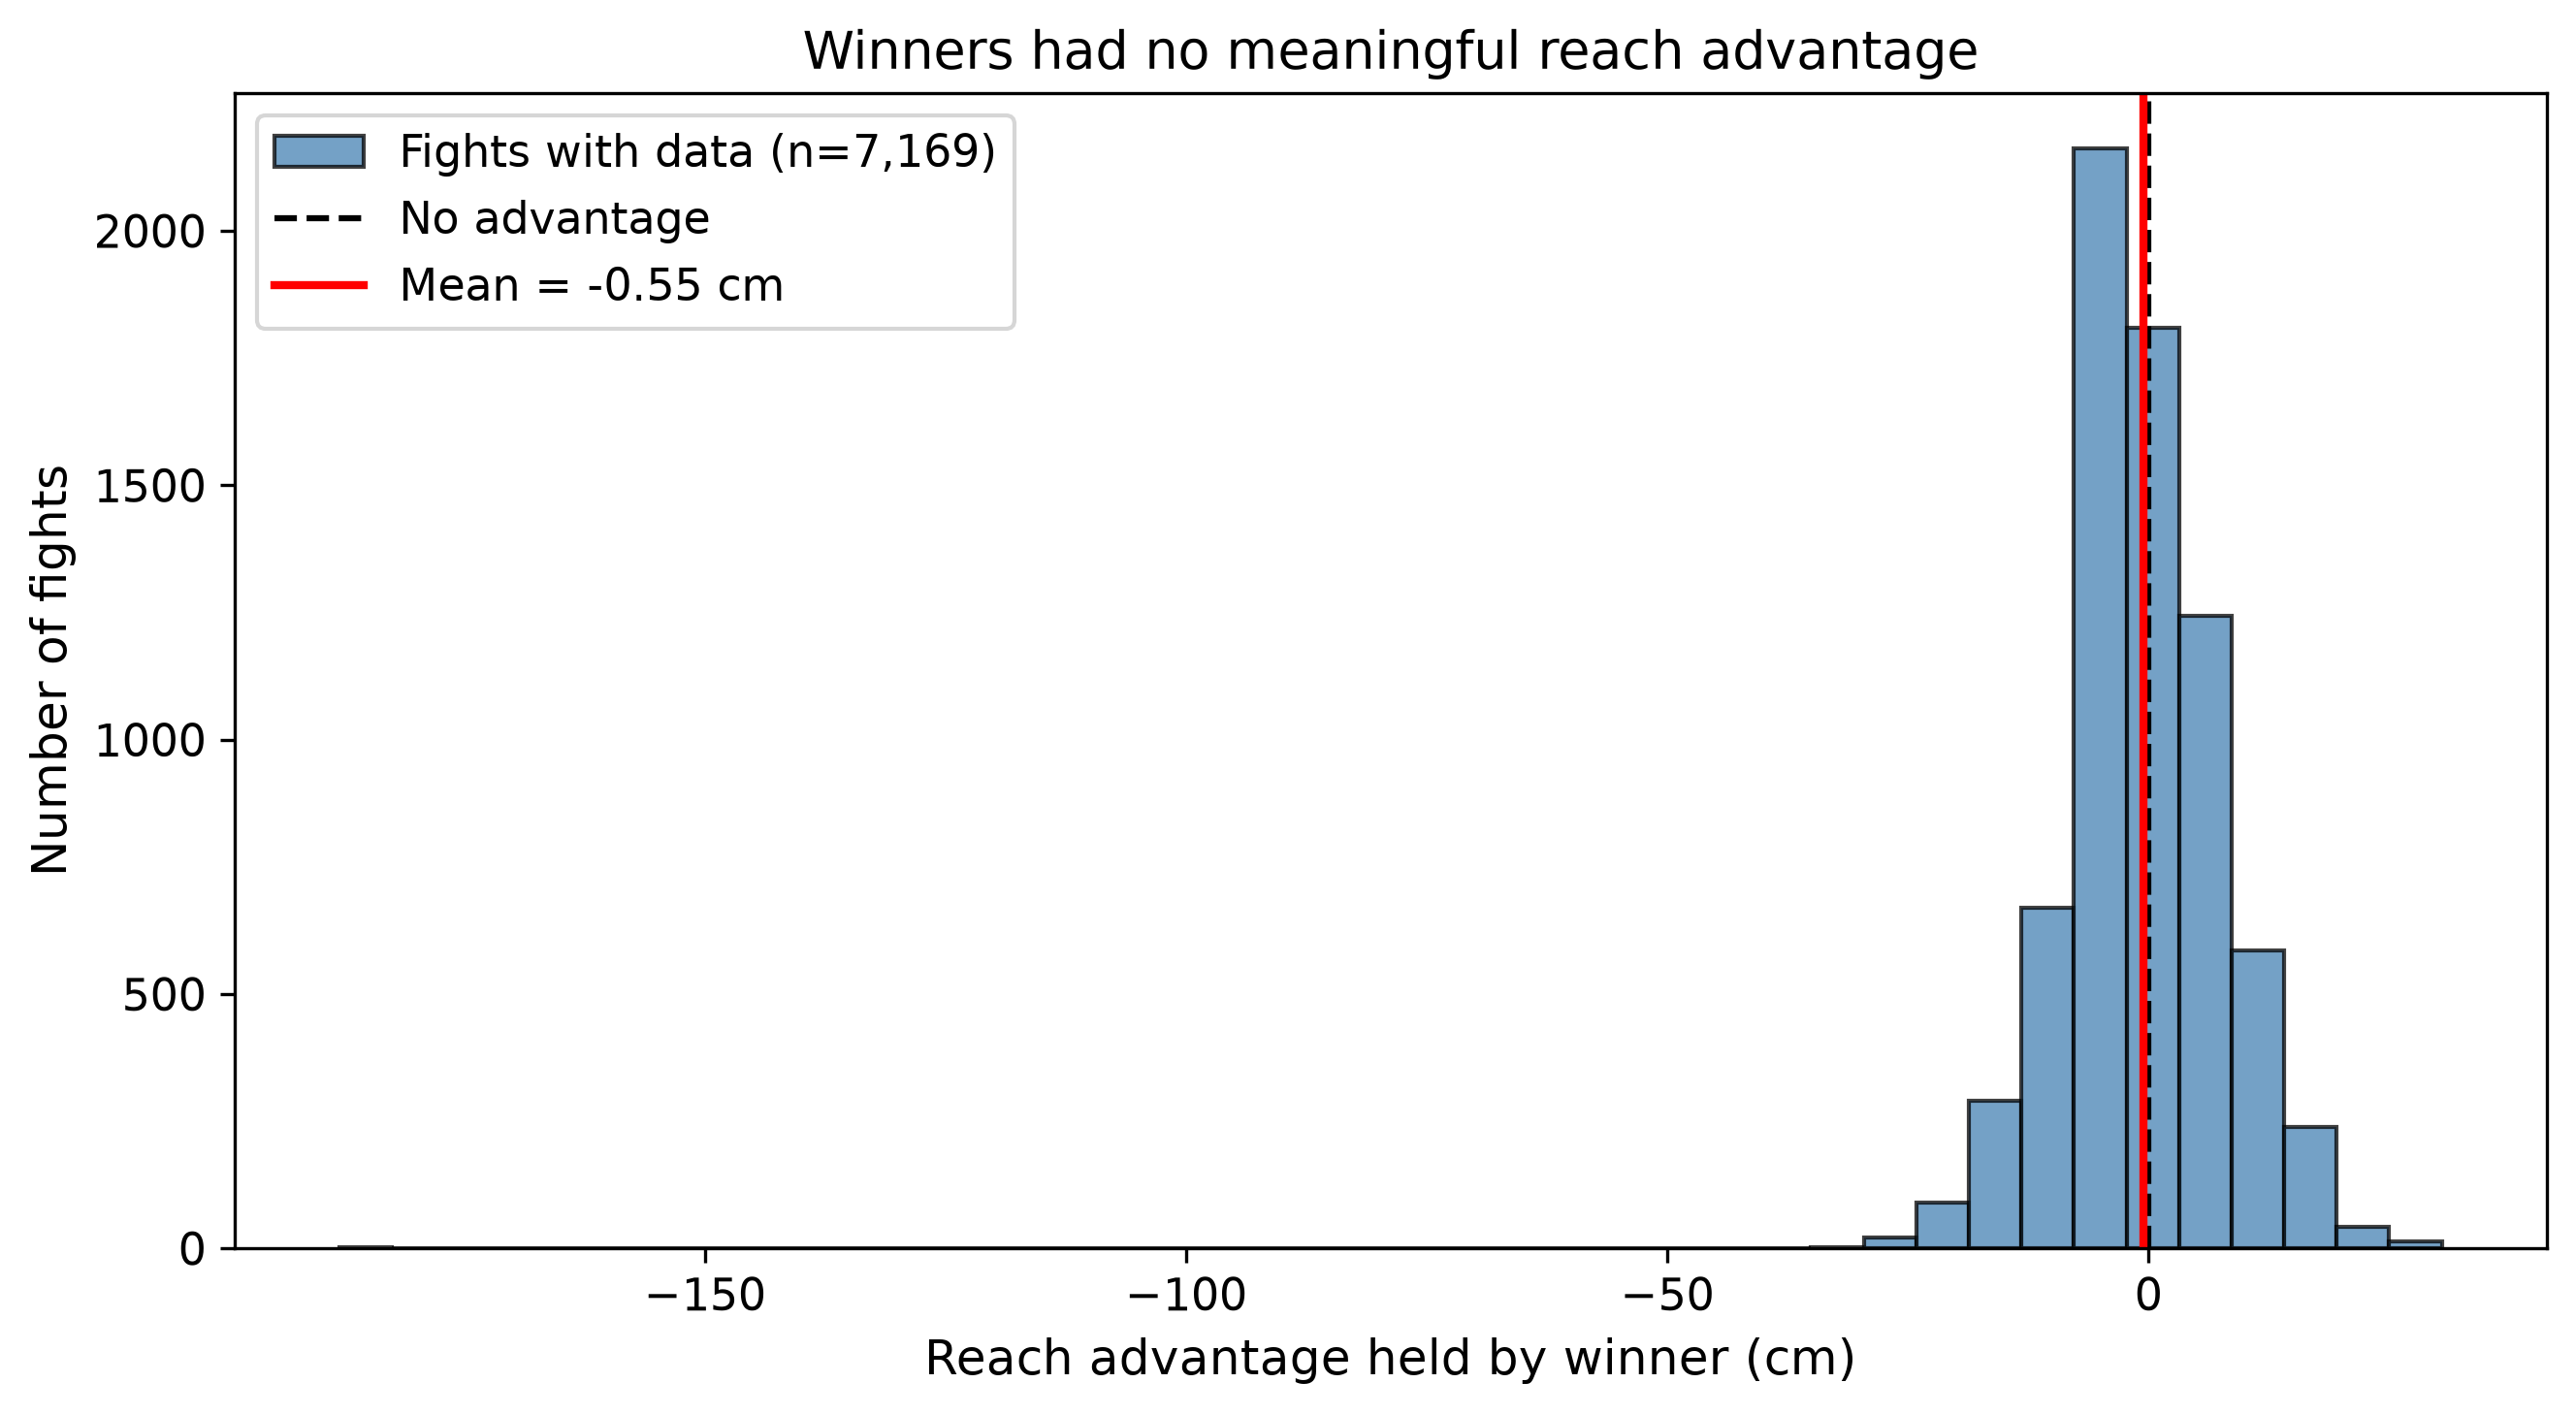 Winners had no meaningful reach advantage
Fights with data (n=7,169)
No advantage
Mean = -0.55 cm
Number of fights
2000
1500
1000
500
0
−150
−100
−50
0
Reach advantage held by winner (cm)